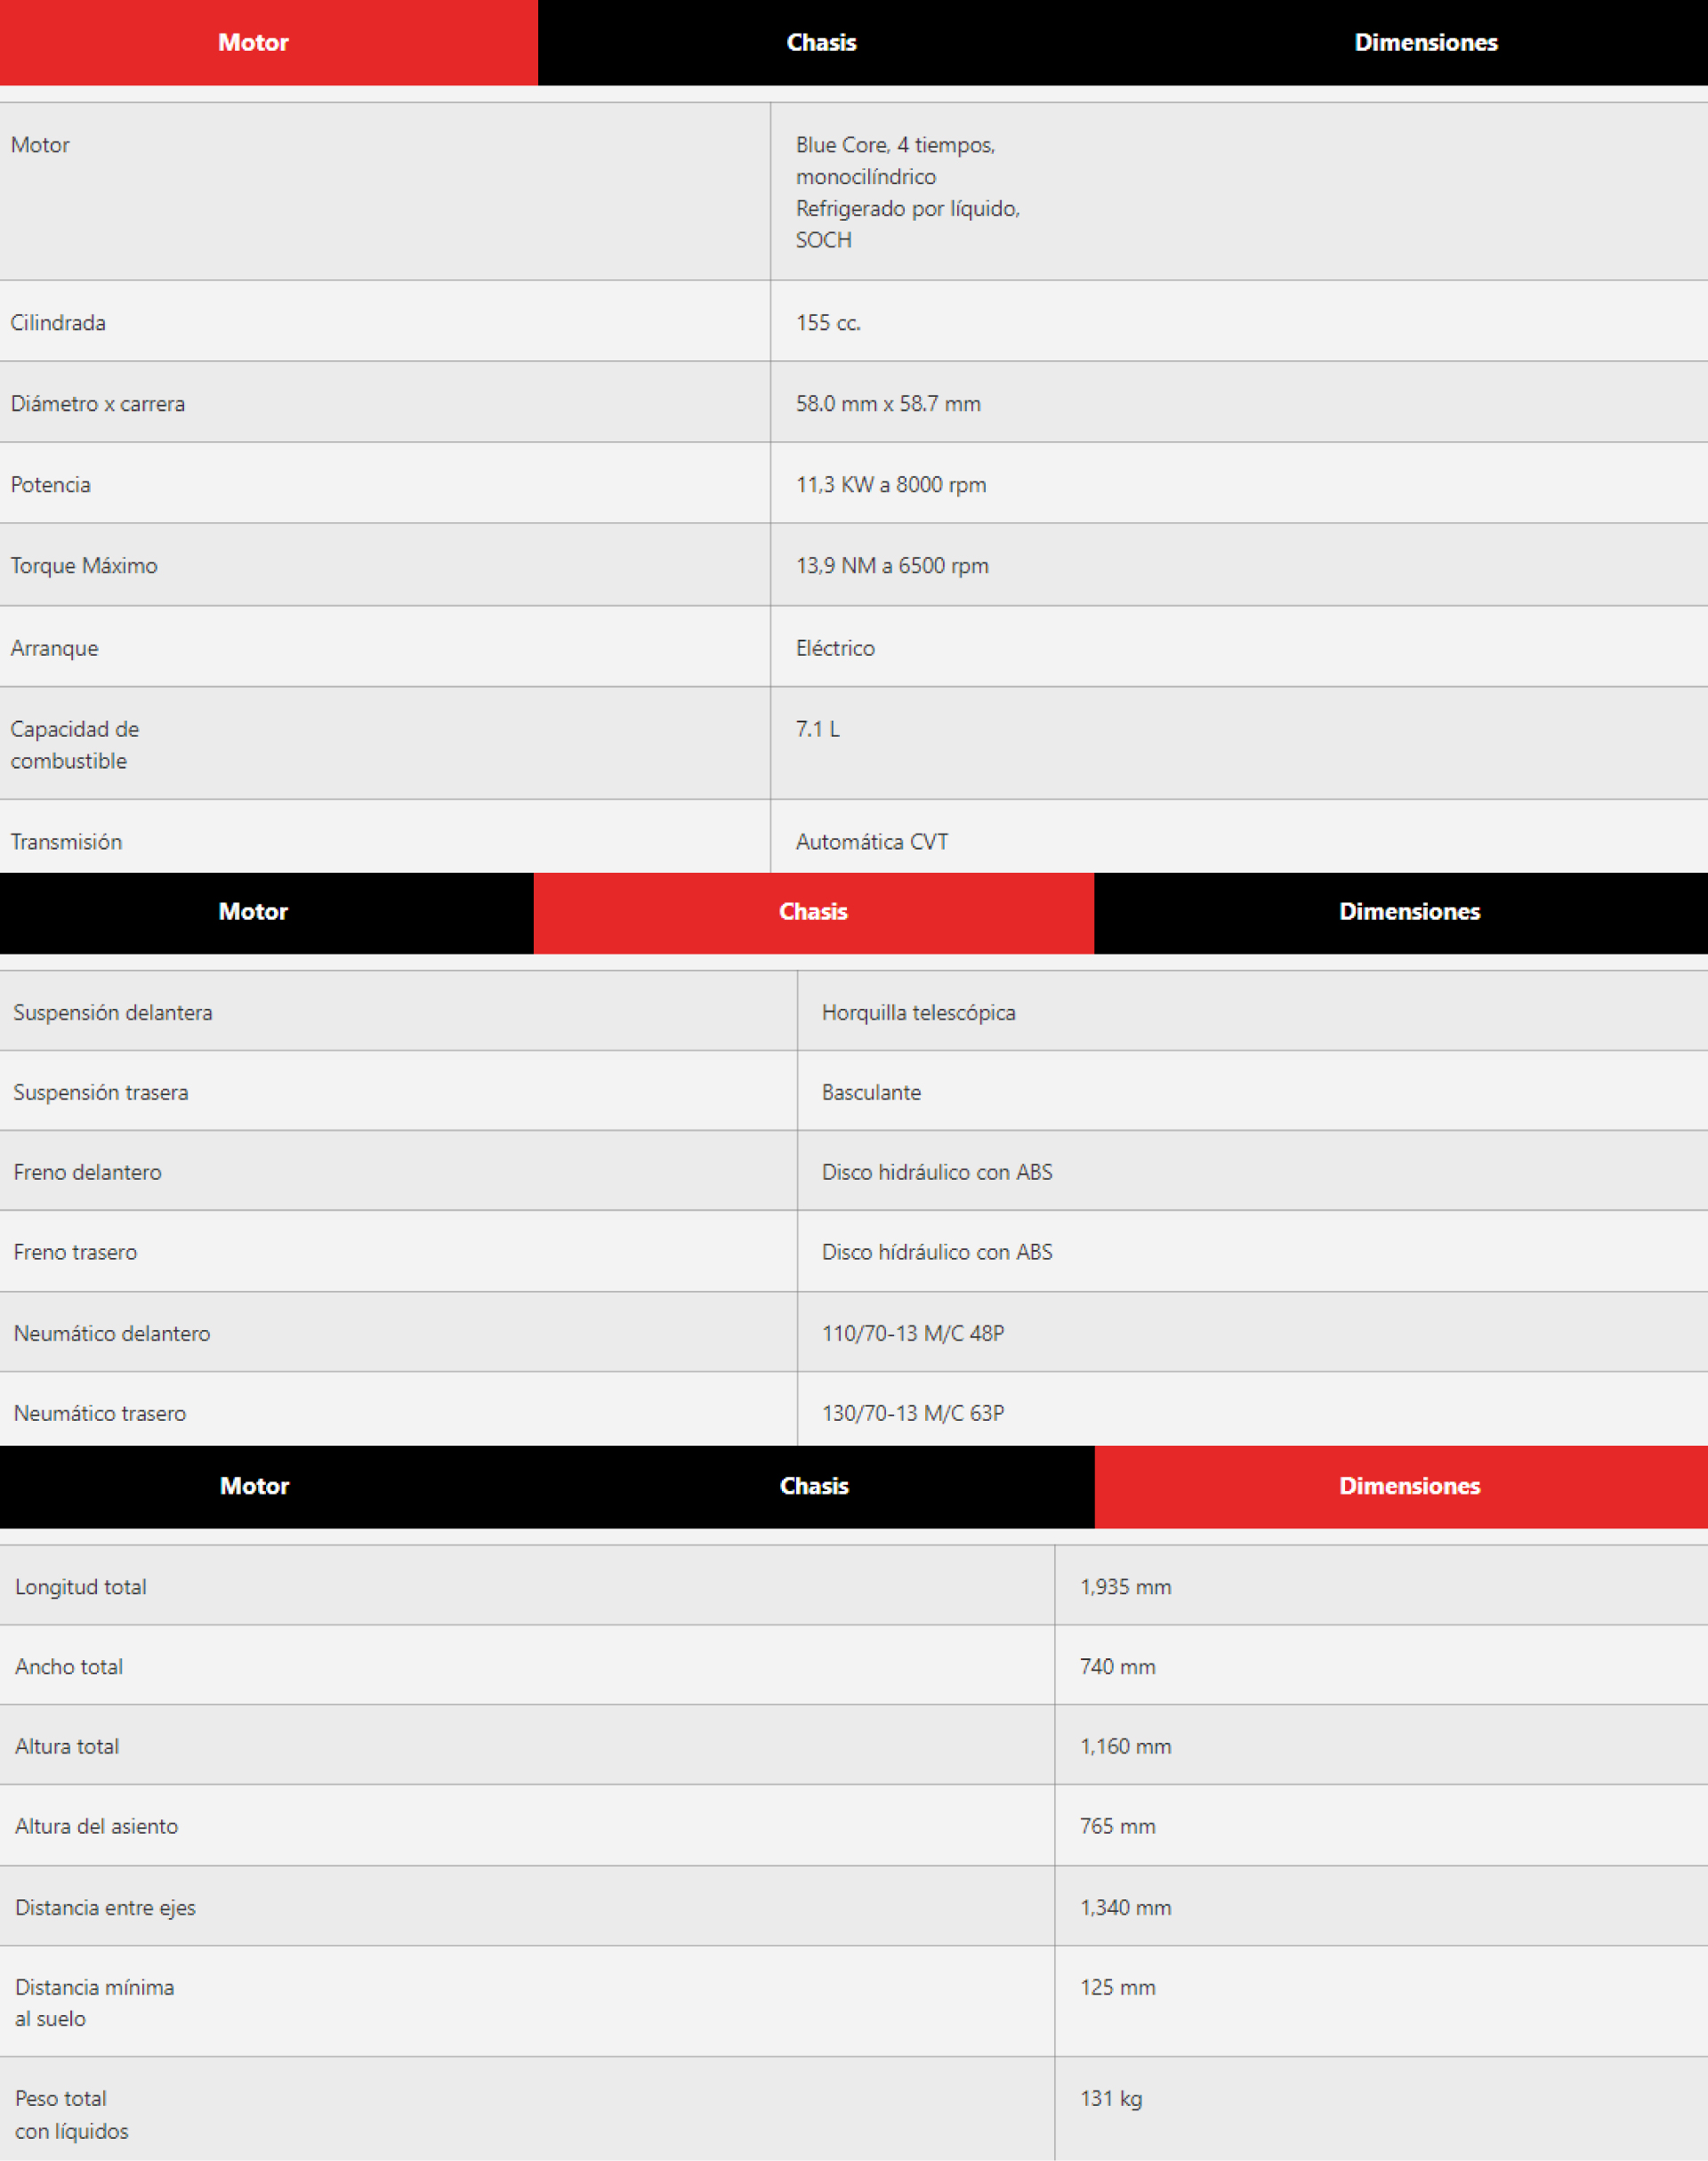 Motor Chasis Dimensiones
Motor Blue Core, 4 tiempos,
monocilíndrico
Refrigerado por líquido,
SOCH
Cilindrada 155 cc.
Diámetro x carrera 58.0 mm x 58.7 mm
Potencia 11,3 KW a 8000 rpm
Torque Máximo 13,9 NM a 6500 rpm
Arranque Eléctrico
Capacidad de 7.1 L
combustible
Transmisión Automática CVT
Motor Chasis Dimensiones
Suspensión delantera Horquilla telescópica
Suspensión trasera Basculante
Freno delantero Disco hidráulico con ABS
Freno trasero Disco hídráulico con ABS
Neumático delantero 110/70-13 M/C 48P
Neumático trasero 130/70-13 M/C 63P
Motor Chasis Dimensiones
Longitud total 1,935 mm
Ancho total 740 mm
Altura total 1,160 mm
Altura del asiento 765 mm
Distancia entre ejes 1,340 mm
Distancia mínima 125 mm
al suelo
Peso total 131 kg
con líquidos